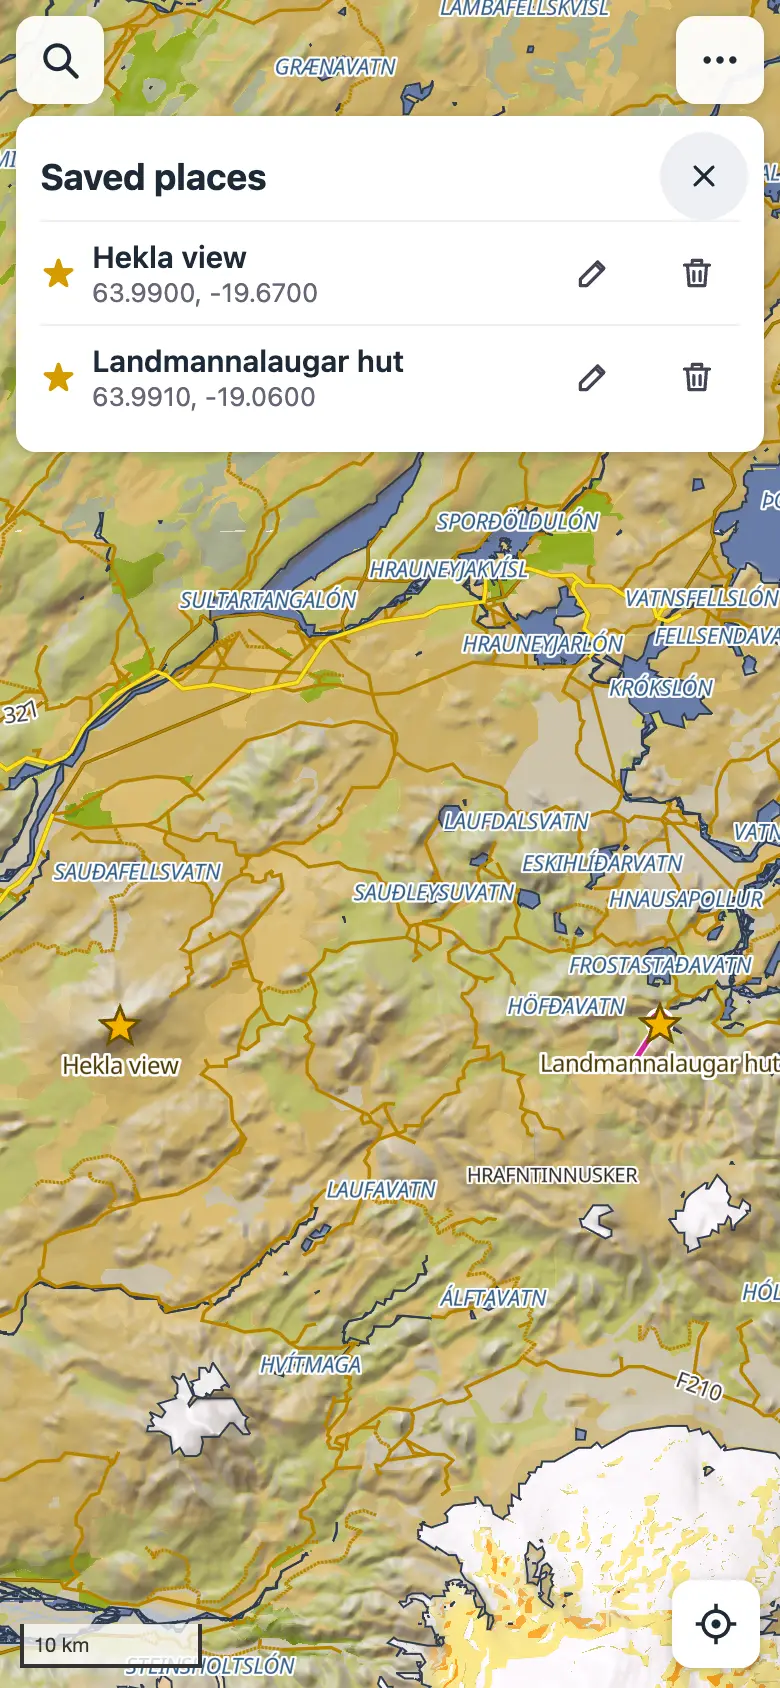 LAMBAFELLSKVÍSL
GRÆNAVATN
Saved places
Hekla view
63.9900, -19.6700
Landmannalaugar hut
63.9910, -19.0600
SPORÐÖLDULÓN
HRAUNEYJAKVÍSL
SULTARTANGALÓN
VATNSFELLSLÓN
HRAUNEYJARLÓN
FELLSENDAVA
KRÓKSLÓN
327
LAUFDALSVATN
VATN
ESKIHLÍÐARVATN
SAUÐAFELLSVATN
SAUÐLEYSUVATN
HNAUSAPOLLUR
FROSTASTAÐAVATN
HÖFÐAVATN
Hekla view
Landmannalaugar hut
HRAFNTINNUSKER
LAUFAVATN
ÁLFTAVATN
HÓL
HVÍTMAGA
F210
10 km
STEINSHOLTSLÓN